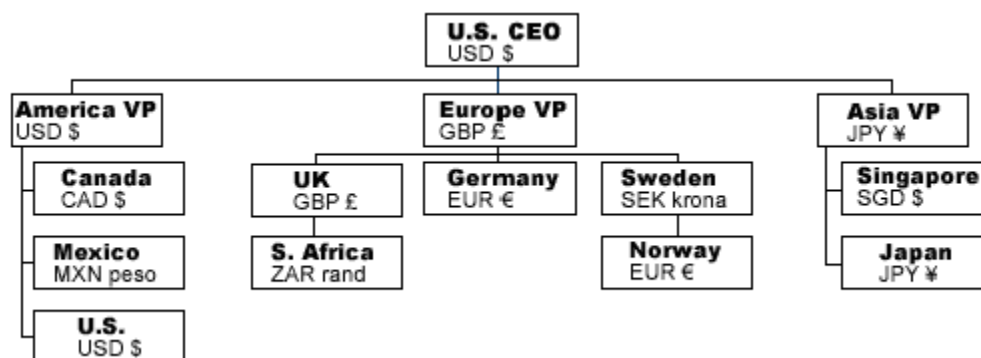 U.S. CEO
USD $
America VP
USD $
Europe VP
GBP £
Asia VP
JPY ¥
Canada
CAD $
UK
GBP £
Germany
EUR €
Sweden
SEK krona
Singapore
SGD $
Mexico
MXN peso
S. Africa
ZAR rand
Norway
EUR €
Japan
JPY ¥
U.S.
USD $